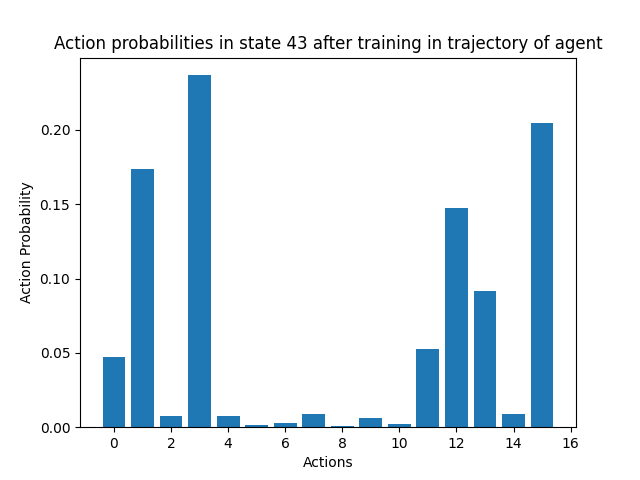 Action probabilities in state 43 after training in trajectory of agent
0.20
0.15
0.10
0.05
0.00
Action Probability
0 2 4 6 8 10 12 14 16
Actions